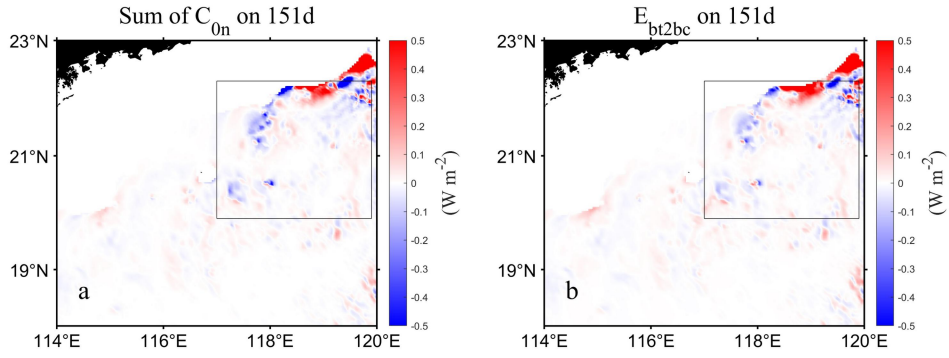 Sum of C0n on 151d
23°N
21°N
19°N
114°E
116°E
118°E
120°E
a
0.5
0.4
0.3
0.2
0.1
0
-0.1
-0.2
-0.3
-0.4
-0.5
(W m-2)
Ebt2bc on 151d
23°N
21°N
19°N
114°E
116°E
118°E
120°E
b
0.5
0.4
0.3
0.2
0.1
0
-0.1
-0.2
-0.3
-0.4
-0.5
(W m-2)